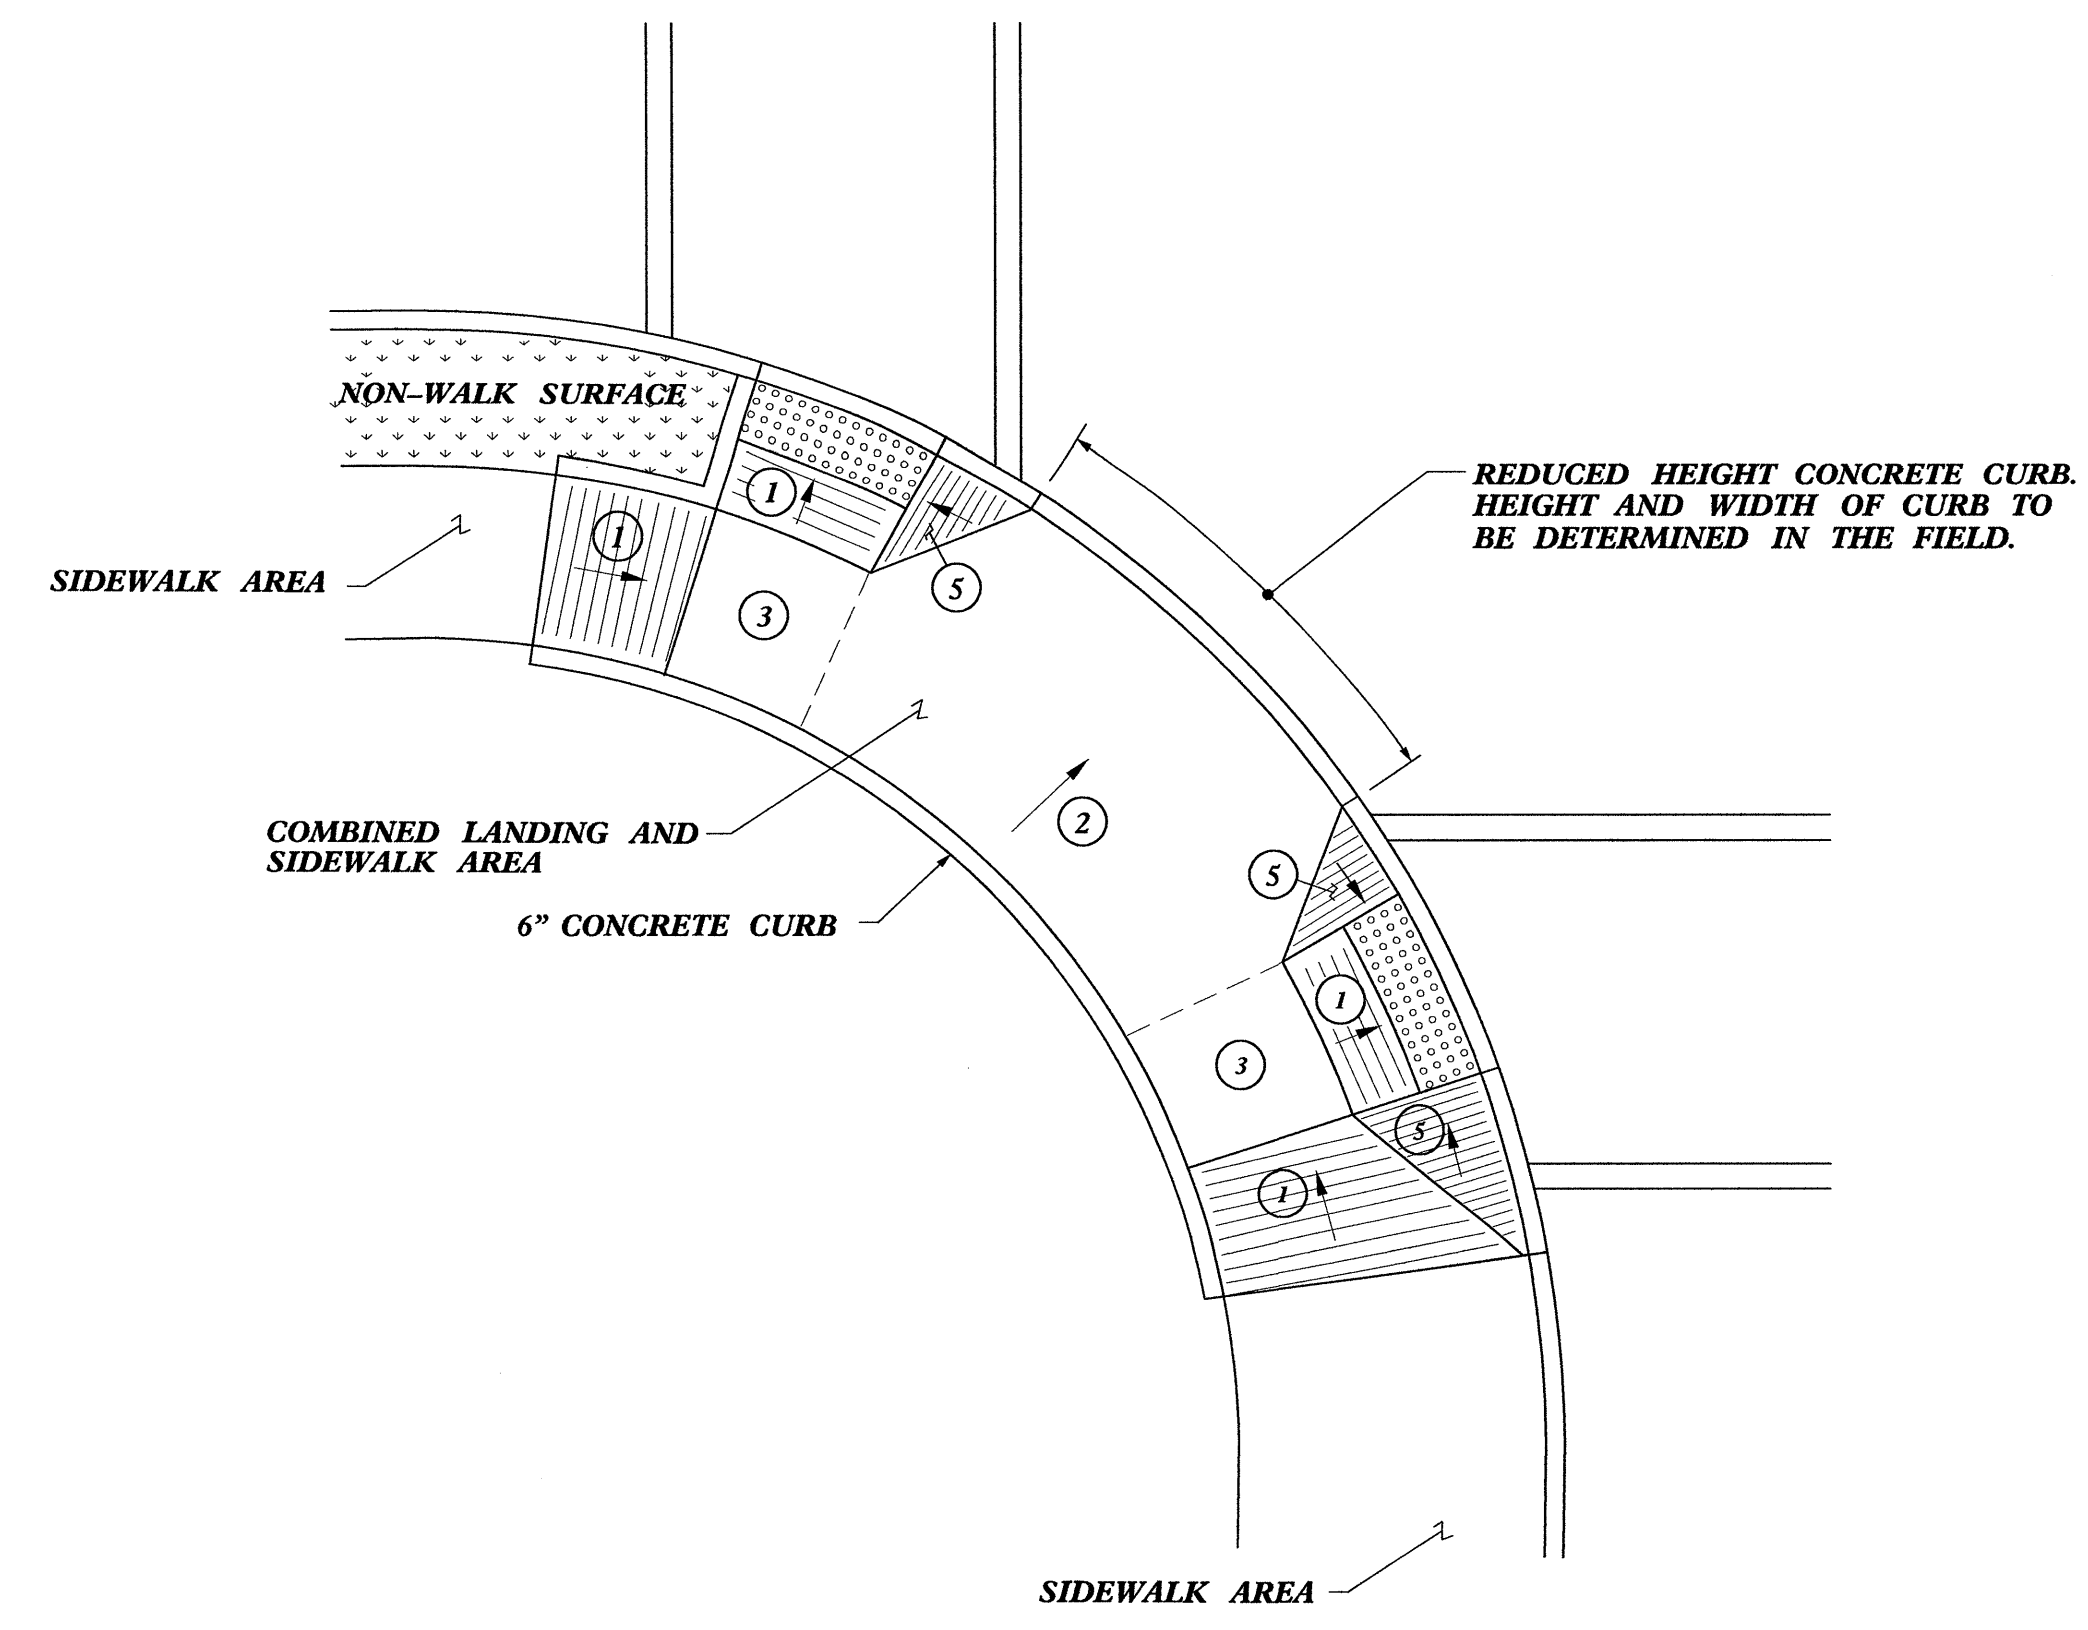 NON–WALK SURFACE
1
5
REDUCED HEIGHT CONCRETE CURB.
HEIGHT AND WIDTH OF CURB TO
BE DETERMINED IN THE FIELD.
1
SIDEWALK AREA
3
2
COMBINED LANDING AND
SIDEWALK AREA
5
6” CONCRETE CURB
1
3
5
1
SIDEWALK AREA